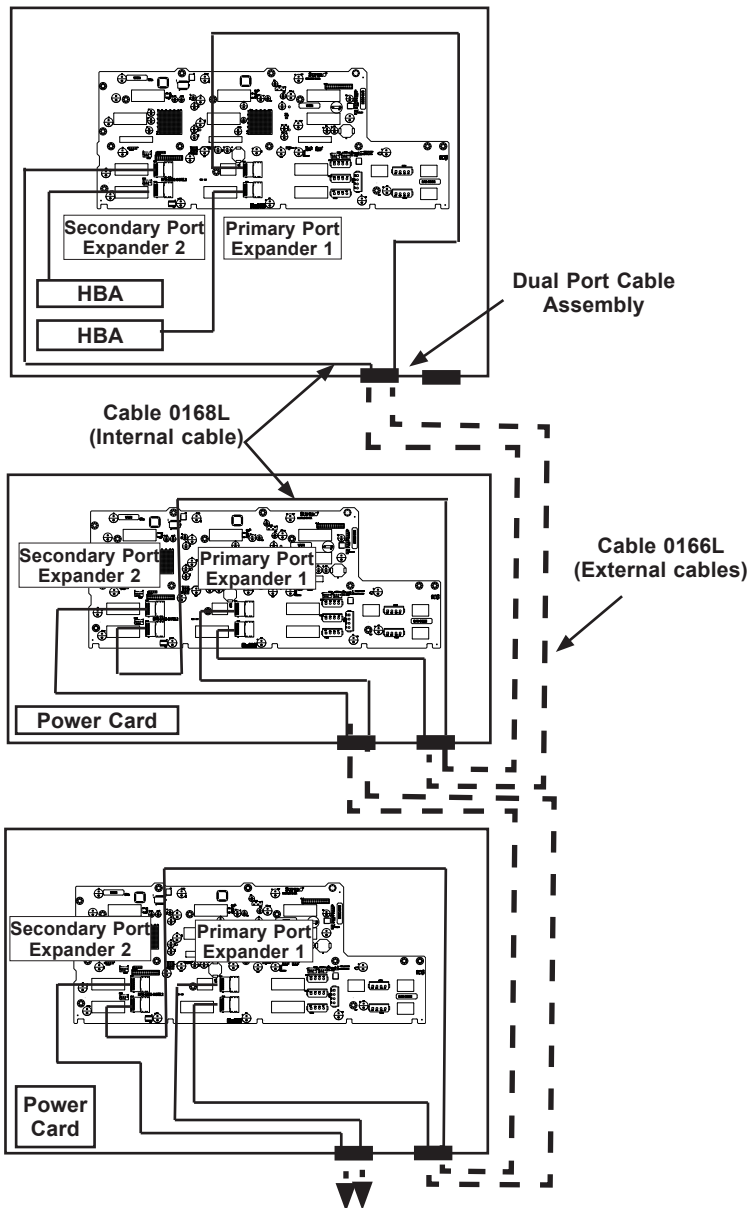 Secondary Port
Expander 2
Primary Port
Expander 1
HBA
HBA
Dual Port Cable
Assembly
Cable 0168L
(Internal cable)
Secondary Port
Expander 2
Primary Port
Expander 1
Cable 0166L
(External cables)
Power Card
Secondary Port
Expander 2
Primary Port
Expander 1
Power
Card